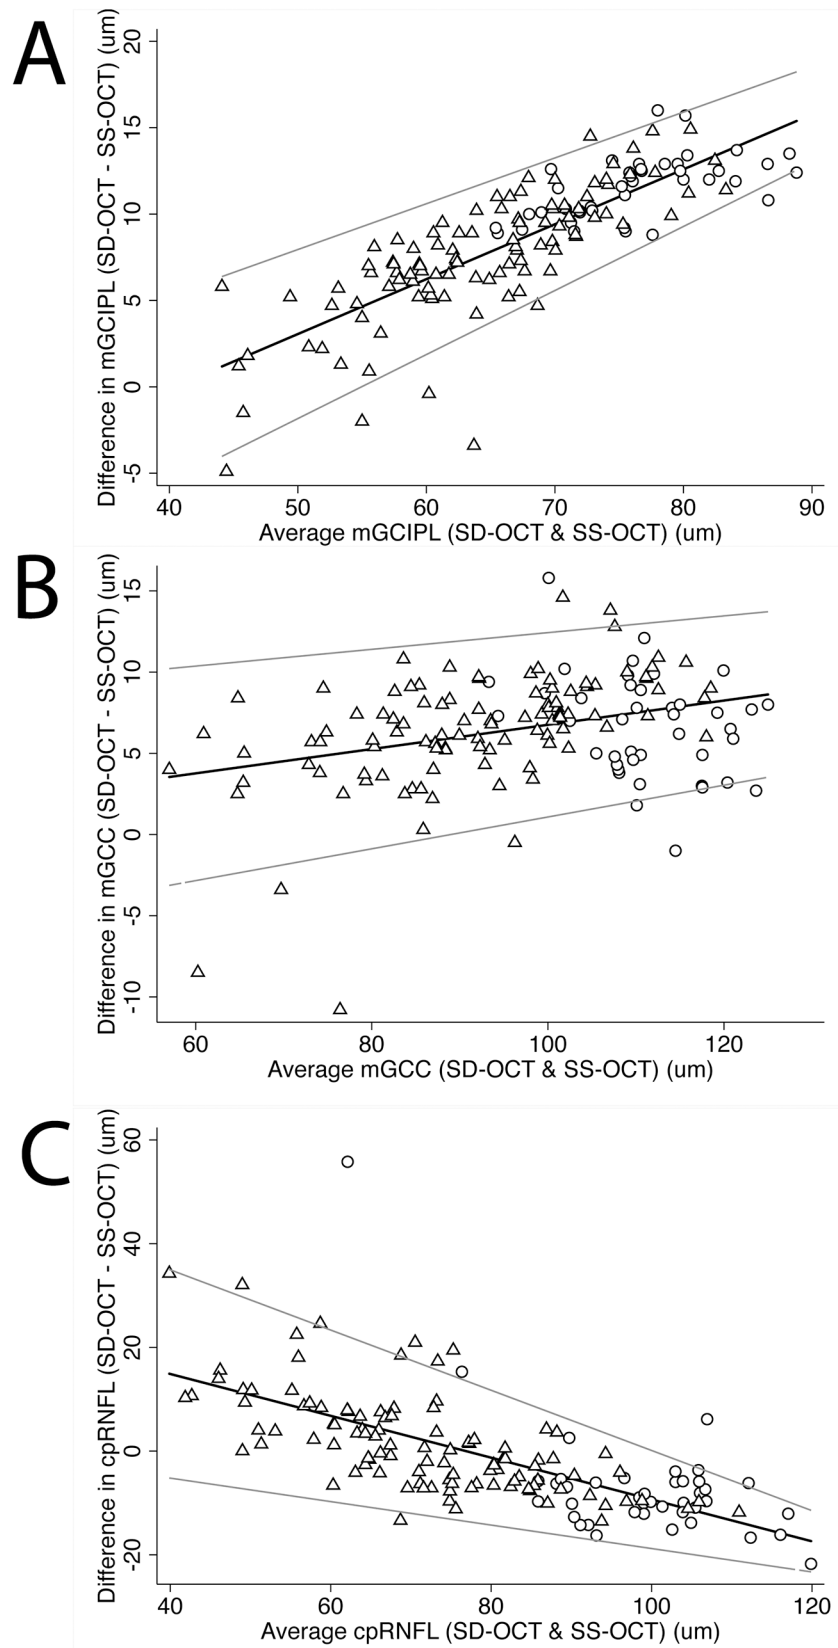 A
Difference in mGCIPL (SD-OCT - SS-OCT) (um)
20
15
10
5
0
-5
40 50 60 70 80 90
Average mGCIPL (SD-OCT & SS-OCT) (um)
B
Difference in mGCC (SD-OCT - SS-OCT) (um)
15
10
5
0
-5
-10
60 80 100 120
Average mGCC (SD-OCT & SS-OCT) (um)
C
Difference in cpRNFL (SD-OCT - SS-OCT) (um)
60
40
20
0
-20
40 60 80 100 120
Average cpRNFL (SD-OCT & SS-OCT) (um)